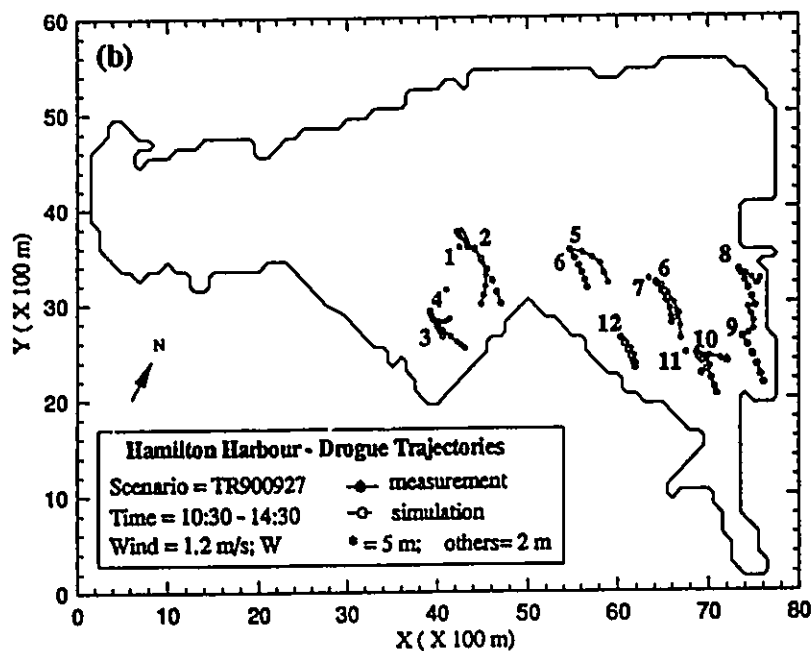 (b)
60
50
40
30
20
10
0
Y ( X 100 m)
1
2
5
6
4
3
7
6
8
9
12
11
10
N
Hamilton Harbour - Drogue Trajectories
Scenario = TR900927
measurement
Time = 10:30 - 14:30
simulation
Wind = 1.2 m/s; W
* = 5 m; others= 2 m
0 10 20 30 40 50 60 70 80
X ( X 100 m)